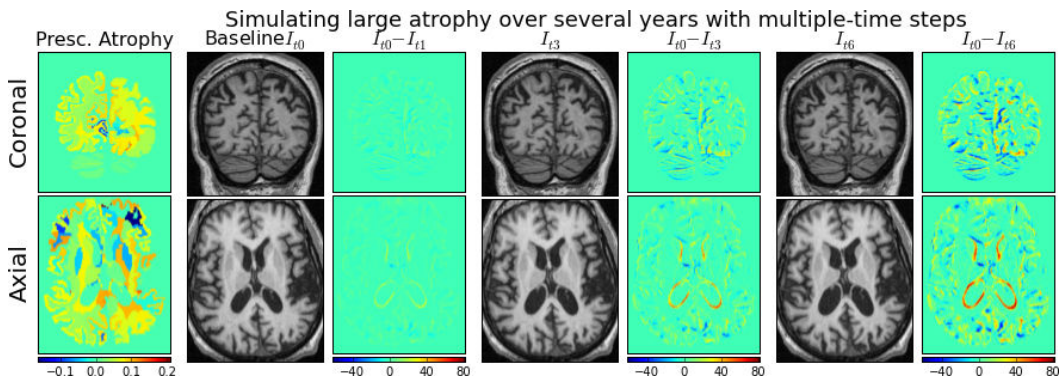 Simulating large atrophy over several years with multiple-time steps
Presc. Atrophy Baseline I_{t0} I_{t0}−I_{t1} I_{t3} I_{t0}−I_{t3} I_{t6} I_{t0}−I_{t6}
Coronal
Axial
−0.1 0.0 0.1 0.2 −40 0 40 80 −40 0 40 80 −40 0 40 80